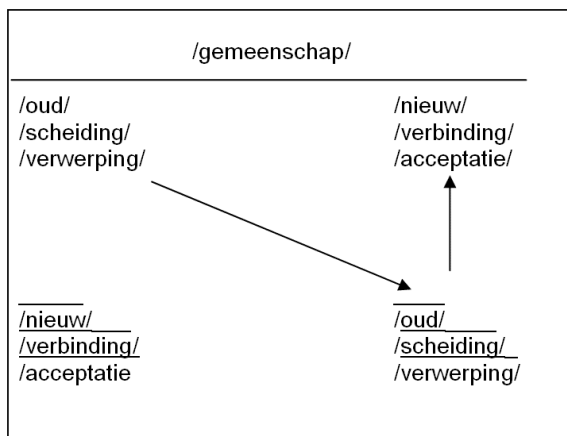 /gemeenschap/
/oud/
/scheiding/
/verwerping/
/nieuw/
/verbinding/
/acceptatie/
/nieuw/
/verbinding/
/acceptatie
/oud/
/scheiding/
/verwerping/